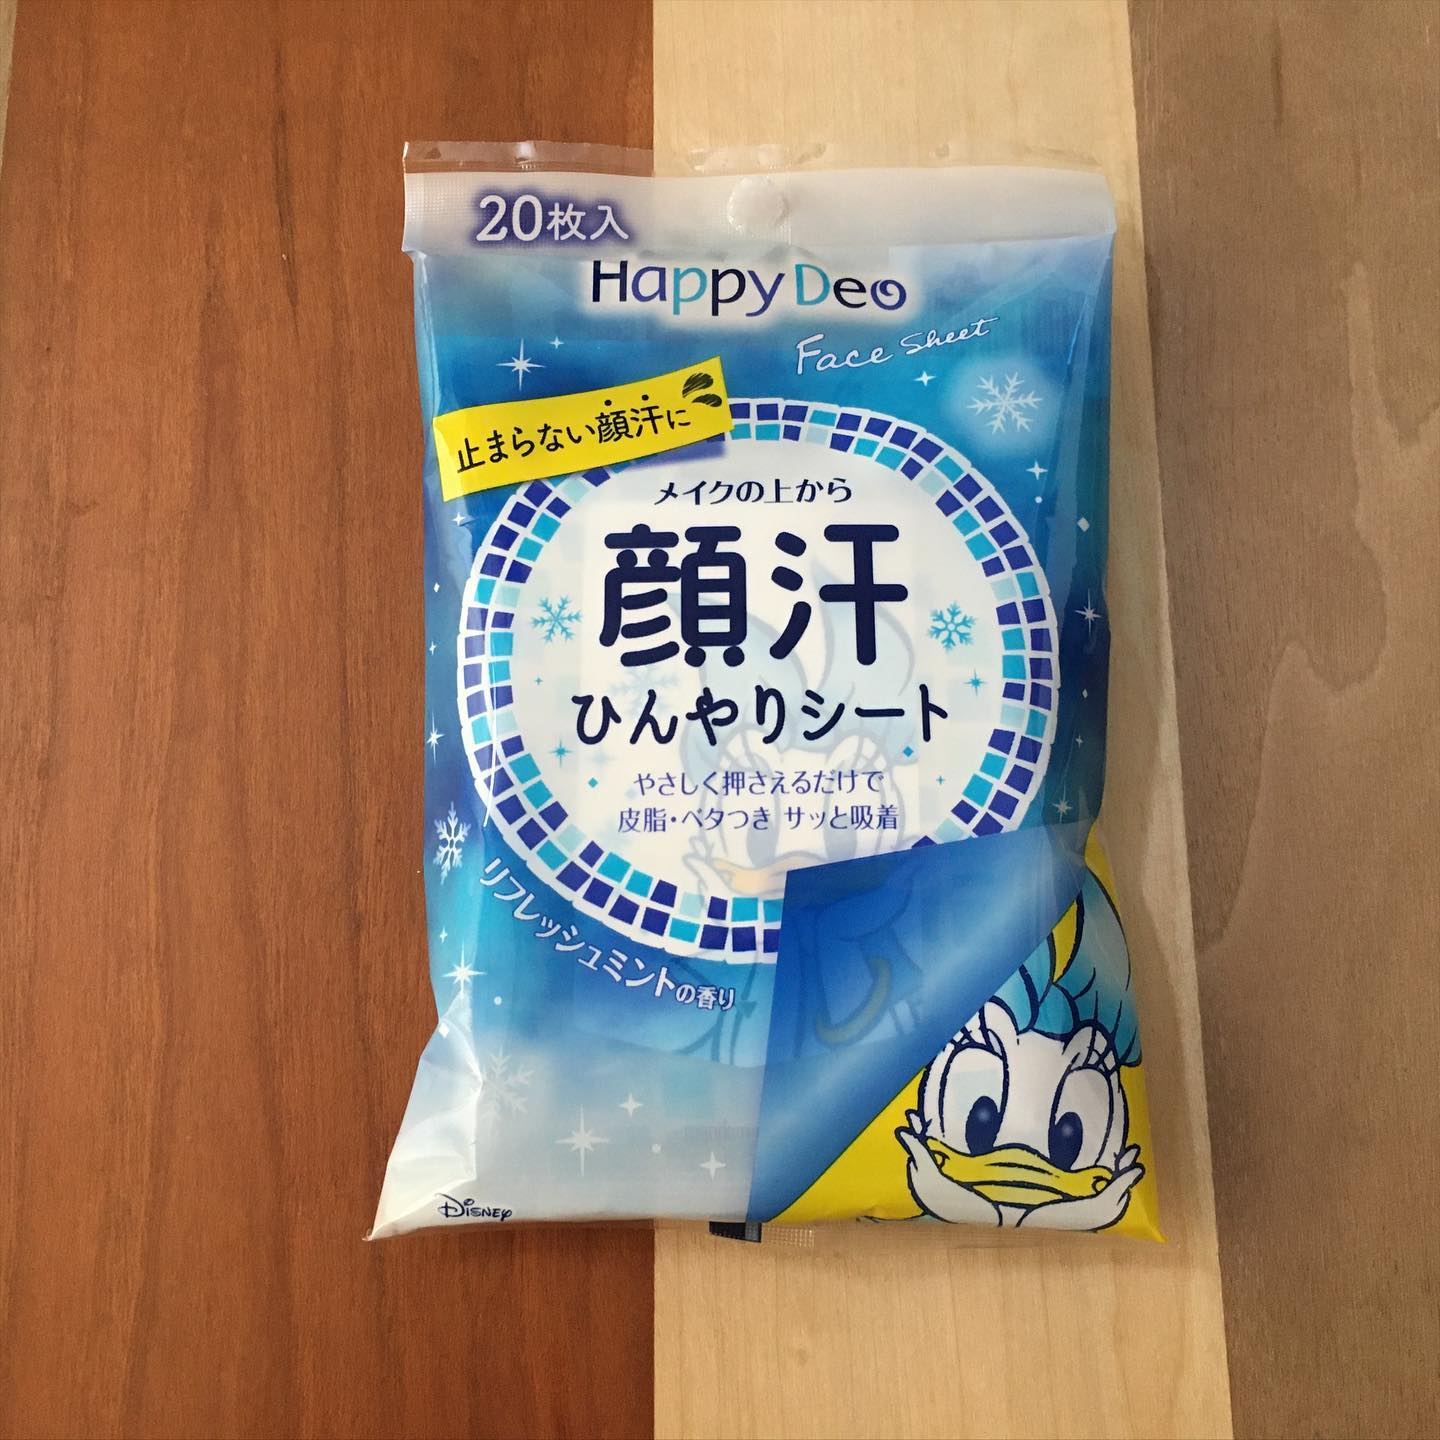 20枚入
HappyDeo
Face Sheet
止まらない顔汗に
メイクの上から
顔汗
ひんやりシート
やさしく押さえるだけで
皮脂・ベタつき サッと吸着
リフレッシュミントの香り
DISNEY